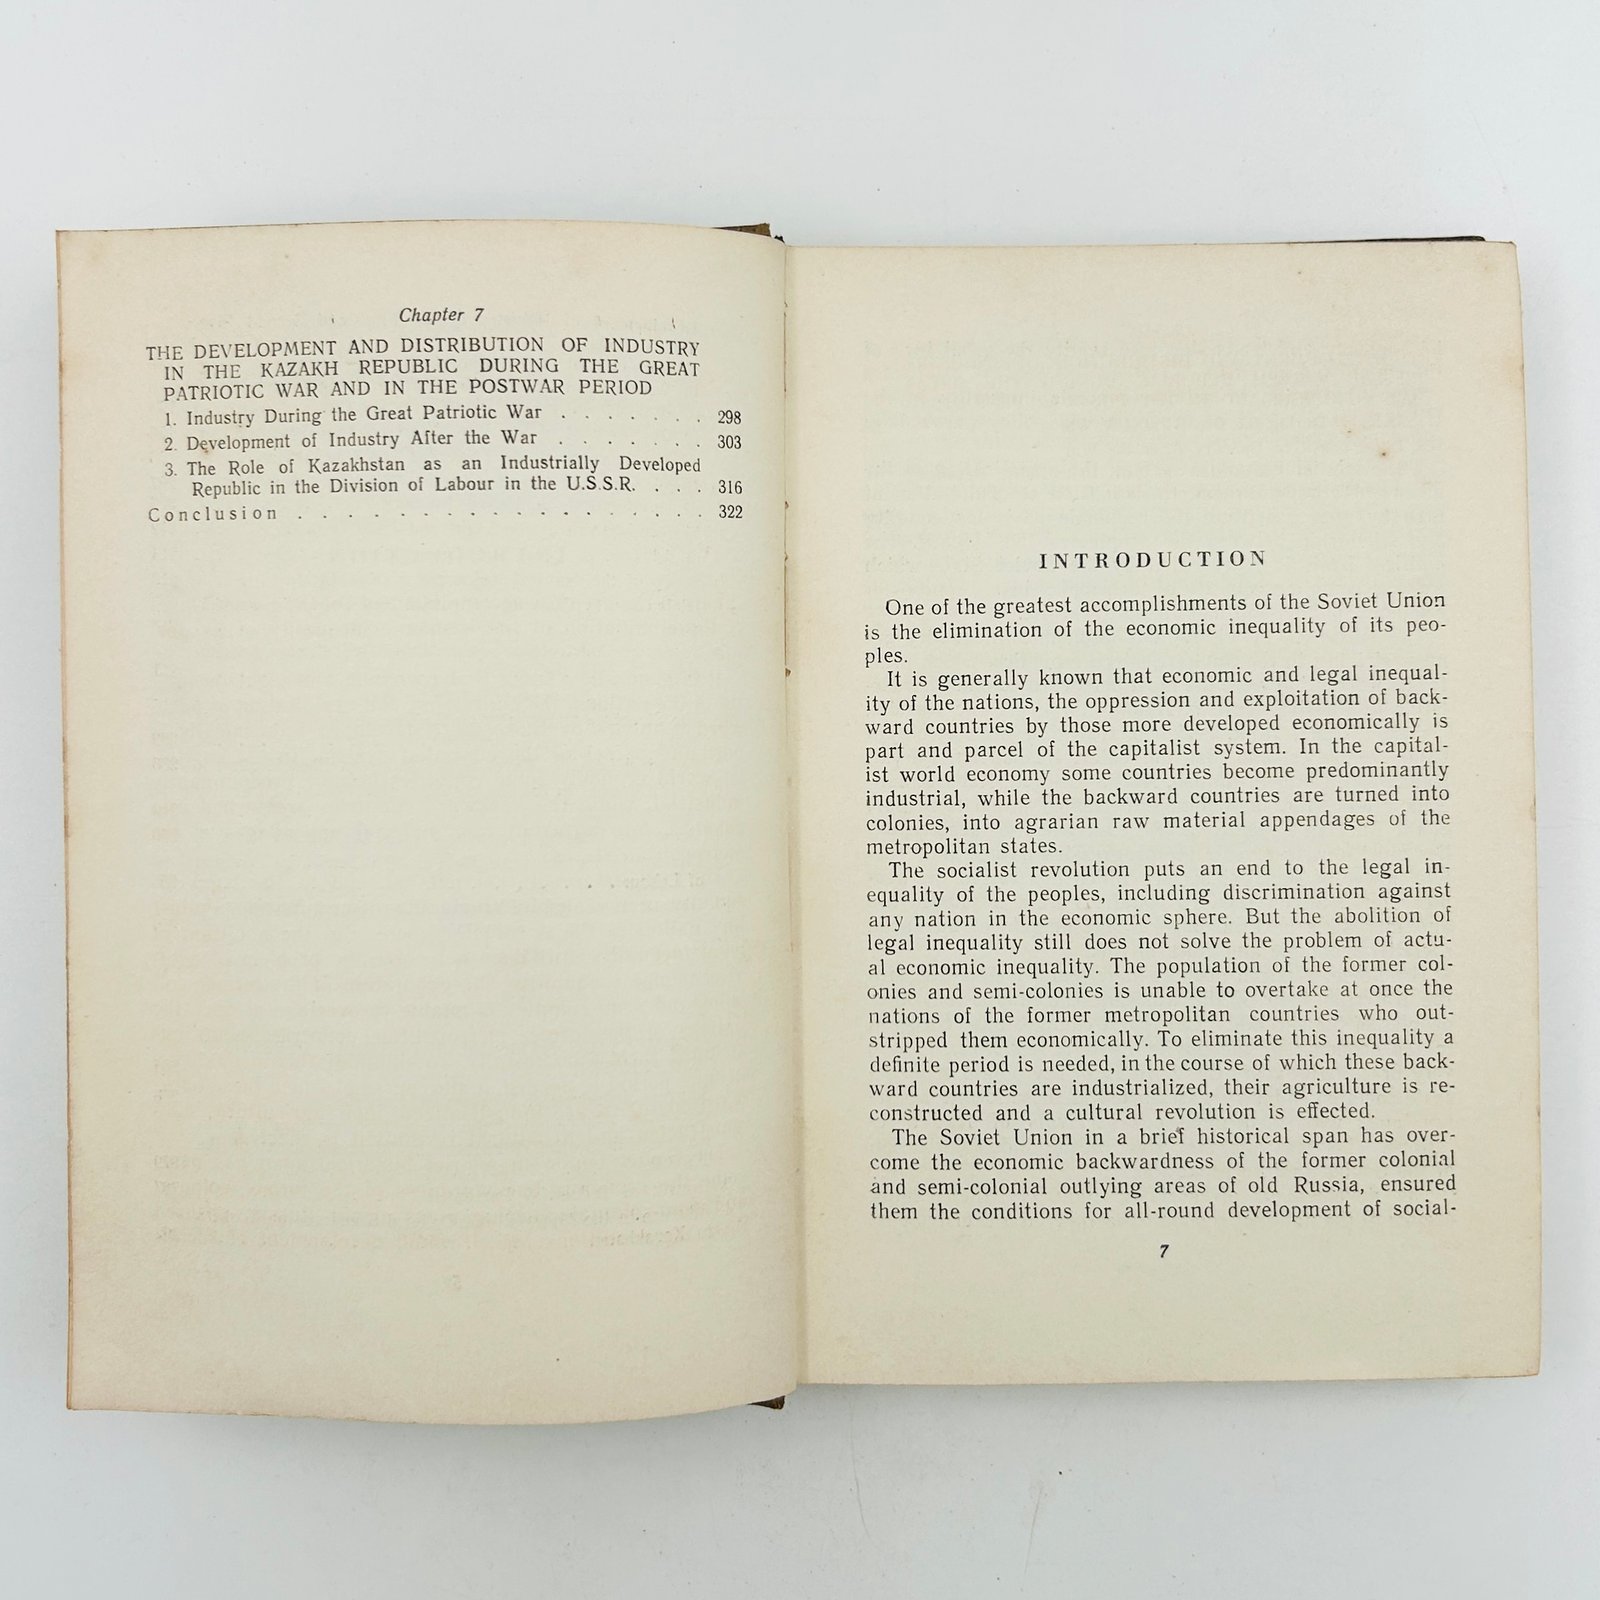 Chapter 7
THE DEVELOPMENT AND DISTRIBUTION OF INDUSTRY
IN THE KAZAKH REPUBLIC DURING THE GREAT
PATRIOTIC WAR AND IN THE POSTWAR PERIOD
1. Industry During the Great Patriotic War . . . . . . . 298
2. Development of Industry After the War . . . . . . . 303
3. The Role of Kazakhstan as an Industrially Developed
Republic in the Division of Labour in the U.S.S.R. . . . 316
Conclusion . . . . . . . . . . . . . . . . . 322
INTRODUCTION
One of the greatest accomplishments of the Soviet Union
is the elimination of the economic inequality of its peo-
ples.
It is generally known that economic and legal inequal-
ity of the nations, the oppression and exploitation of back-
ward countries by those more developed economically is
part and parcel of the capitalist system. In the capital-
ist world economy some countries become predominantly
industrial, while the backward countries are turned into
colonies, into agrarian raw material appendages of the
metropolitan states.
The socialist revolution puts an end to the legal in-
equality of the peoples, including discrimination against
any nation in the economic sphere. But the abolition of
legal inequality still does not solve the problem of actu-
al economic inequality. The population of the former col-
onies and semi-colonies is unable to overtake at once the
nations of the former metropolitan countries who out-
stripped them economically. To eliminate this inequality a
definite period is needed, in the course of which these back-
ward countries are industrialized, their agriculture is re-
constructed and a cultural revolution is effected.
The Soviet Union in a brief historical span has over-
come the economic backwardness of the former colonial
and semi-colonial outlying areas of old Russia, ensured
them the conditions for all-round development of social-
7